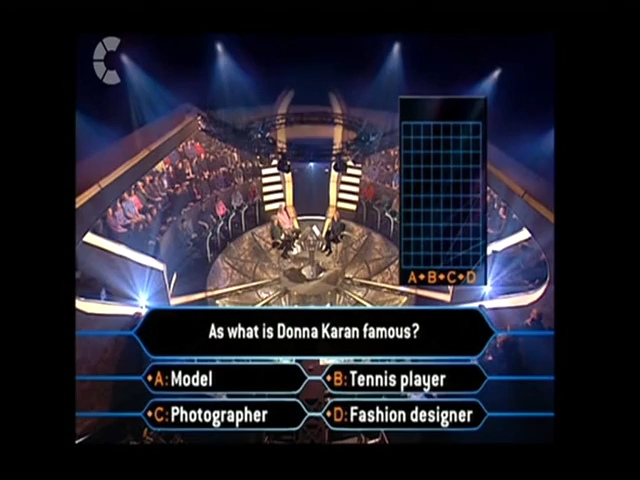 A B C D
As what is Donna Karan famous?
A: Model
B: Tennis player
C: Photographer
D: Fashion designer